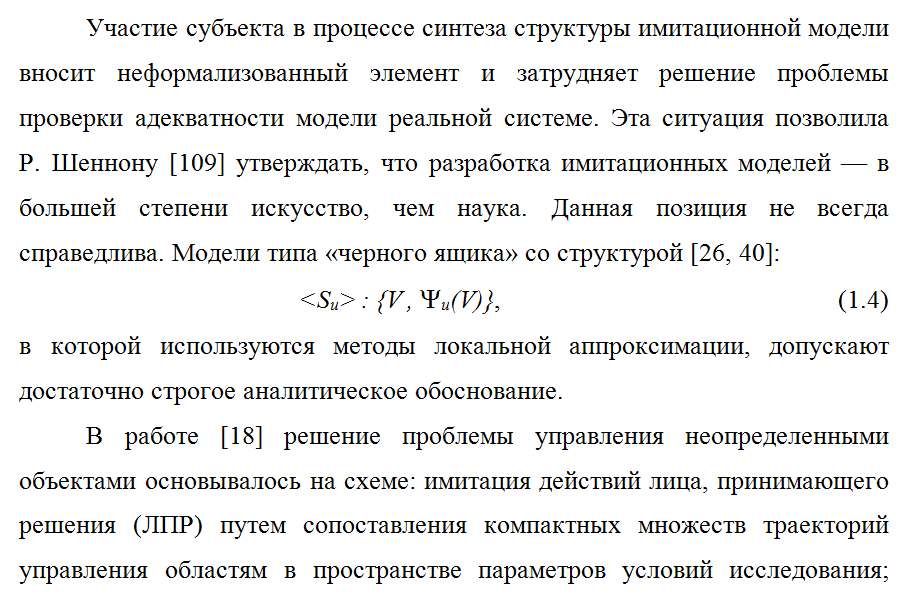 Участие субъекта в процессе синтеза структуры имитационной модели
вносит неформализованный элемент и затрудняет решение проблемы
проверки адекватности модели реальной системе. Эта ситуация позволила
Р. Шеннону [109] утверждать, что разработка имитационных моделей — в
большей степени искусство, чем наука. Данная позиция не всегда
справедлива. Модели типа «черного ящика» со структурой [26, 40]:
<Sи> : {V , Ψи(V)}, (1.4)
в которой используются методы локальной аппроксимации, допускают
достаточно строгое аналитическое обоснование.
В работе [18] решение проблемы управления неопределенными
объектами основывалось на схеме: имитация действий лица, принимающего
решения (ЛПР) путем сопоставления компактных множеств траекторий
управления областям в пространстве параметров условий исследования;